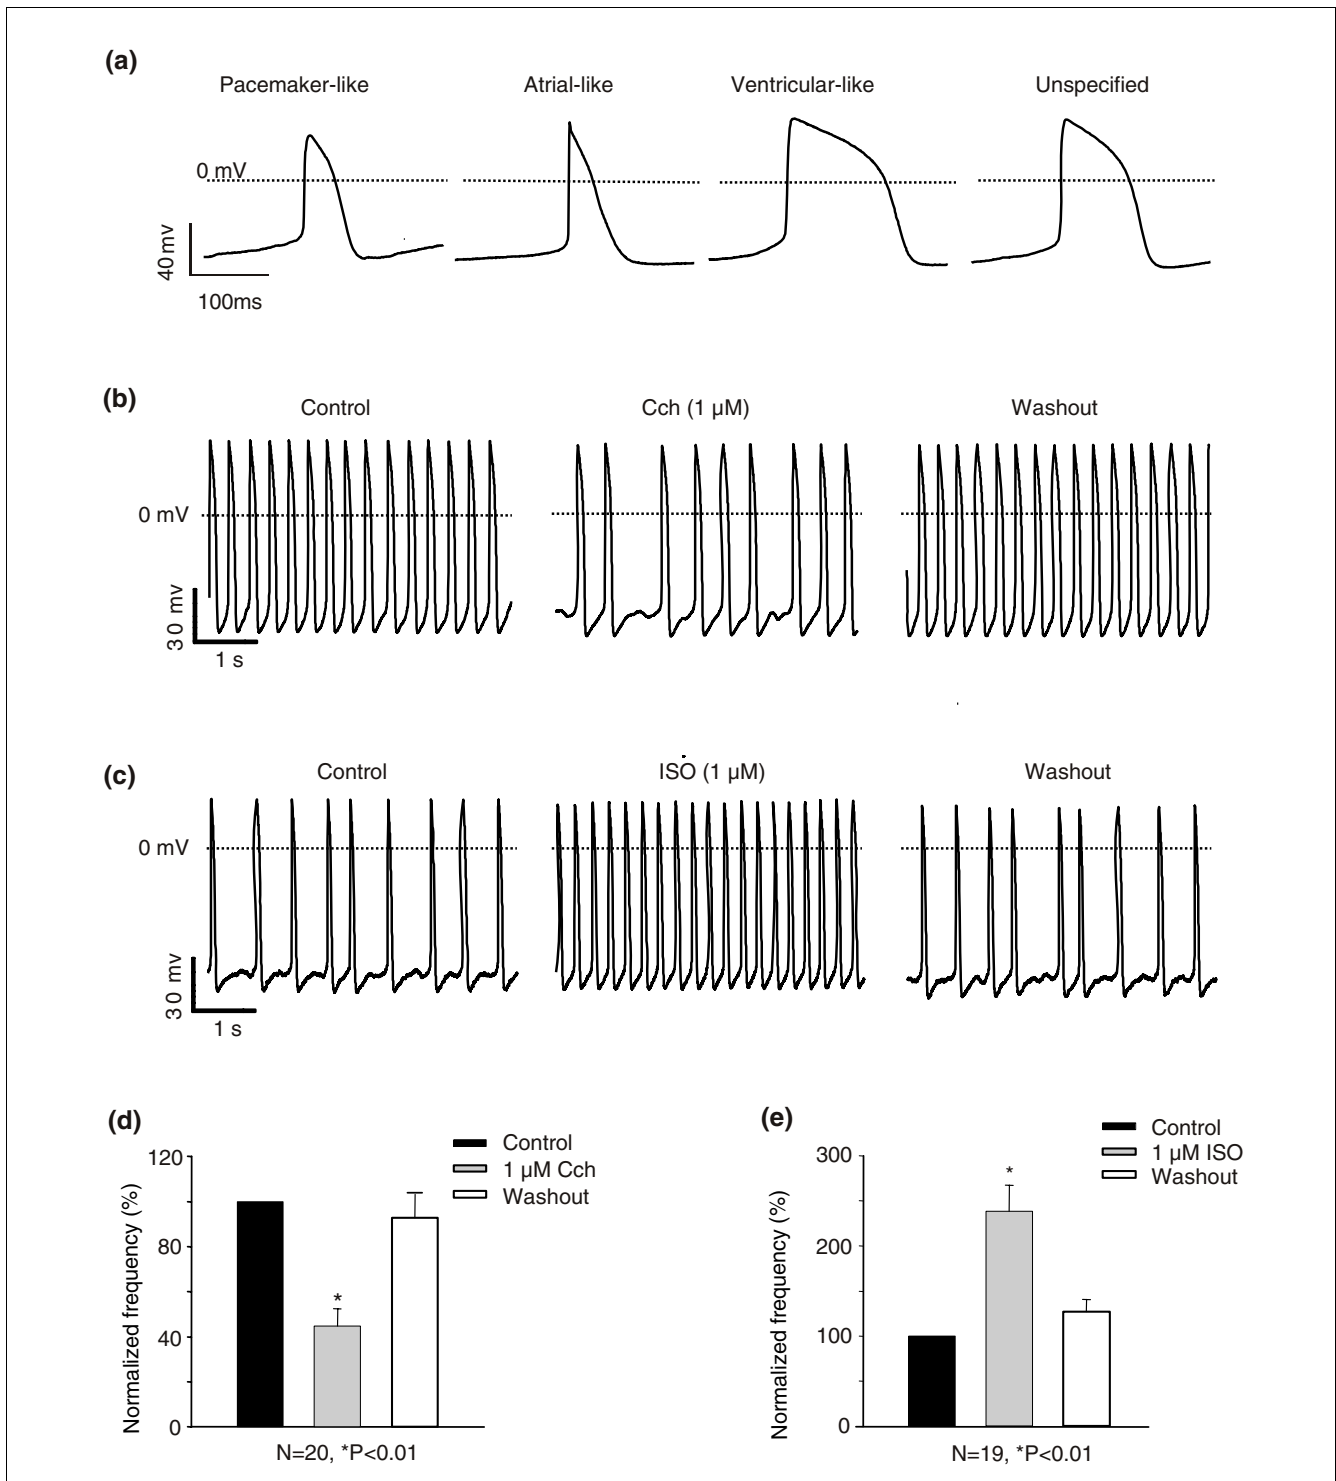 (a)
Pacemaker-like Atrial-like Ventricular-like Unspecified
0 mV
40 mv
100ms
(b)
Control Cch (1 µM) Washout
0 mV
30 mv
1 s
(c)
Control ISO (1 µM) Washout
0 mV
30 mv
1 s
(d)
Control
1 µM Cch
Washout
Normalized frequency (%)
120
80
40
0
*
N=20, *P<0.01
(e)
Control
1 µM ISO
Washout
Normalized frequency (%)
300
200
100
0
*
N=19, *P<0.01